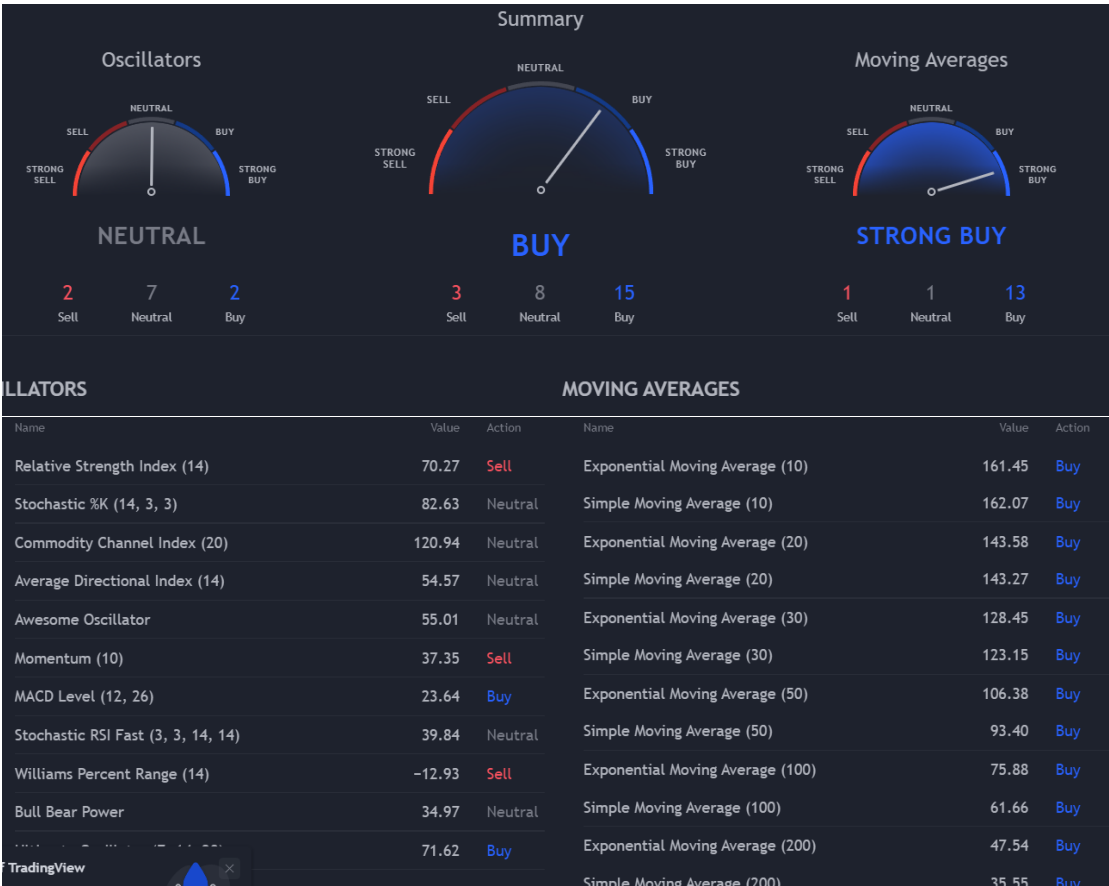 Summary
Oscillators
NEUTRAL
SELL
BUY
STRONG SELL
STRONG BUY
NEUTRAL
2 7 2
Sell Neutral Buy
NEUTRAL
SELL
BUY
STRONG SELL
STRONG BUY
BUY
3 8 15
Sell Neutral Buy
Moving Averages
NEUTRAL
SELL
BUY
STRONG SELL
STRONG BUY
STRONG BUY
1 1 13
Sell Neutral Buy
ILLATORS
Name Value Action
Relative Strength Index (14) 70.27 Sell
Stochastic %K (14, 3, 3) 82.63 Neutral
Commodity Channel Index (20) 120.94 Neutral
Average Directional Index (14) 54.57 Neutral
Awesome Oscillator 55.01 Neutral
Momentum (10) 37.35 Sell
MACD Level (12, 26) 23.64 Buy
Stochastic RSI Fast (3, 3, 14, 14) 39.84 Neutral
Williams Percent Range (14) −12.93 Sell
Bull Bear Power 34.97 Neutral
71.62 Buy
TradingView
MOVING AVERAGES
Name Value Action
Exponential Moving Average (10) 161.45 Buy
Simple Moving Average (10) 162.07 Buy
Exponential Moving Average (20) 143.58 Buy
Simple Moving Average (20) 143.27 Buy
Exponential Moving Average (30) 128.45 Buy
Simple Moving Average (30) 123.15 Buy
Exponential Moving Average (50) 106.38 Buy
Simple Moving Average (50) 93.40 Buy
Exponential Moving Average (100) 75.88 Buy
Simple Moving Average (100) 61.66 Buy
Exponential Moving Average (200) 47.54 Buy
Simple Moving Average (200) 35.55 Buy